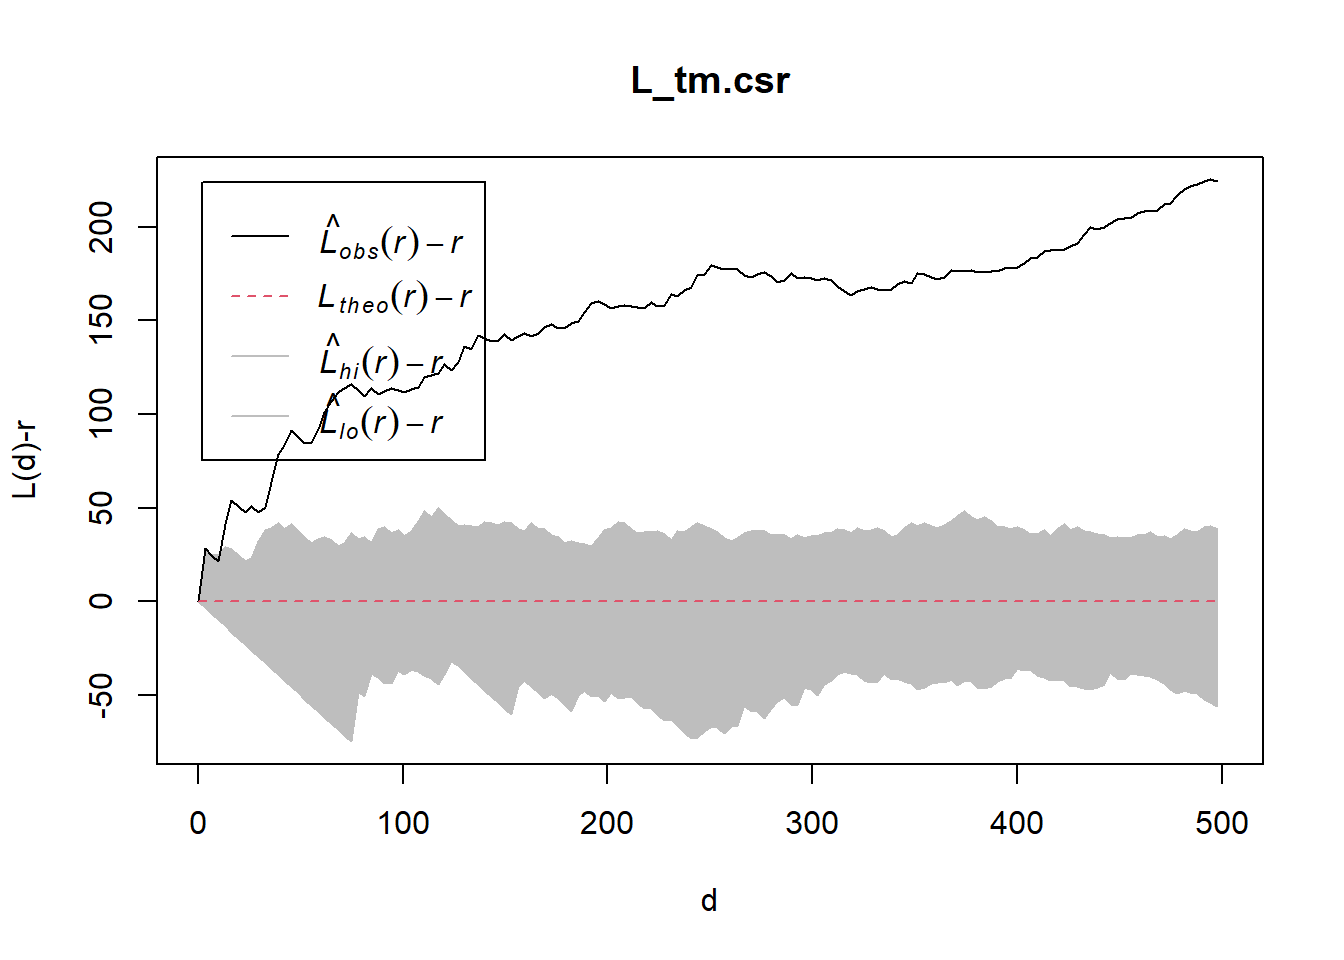 L_tm.csr
L̂obs(r) − r
Ltheo(r) − r
L̂hi(r) − r
L̂lo(r) − r
L(d)-r
200
150
100
50
0
-50
0 100 200 300 400 500
d